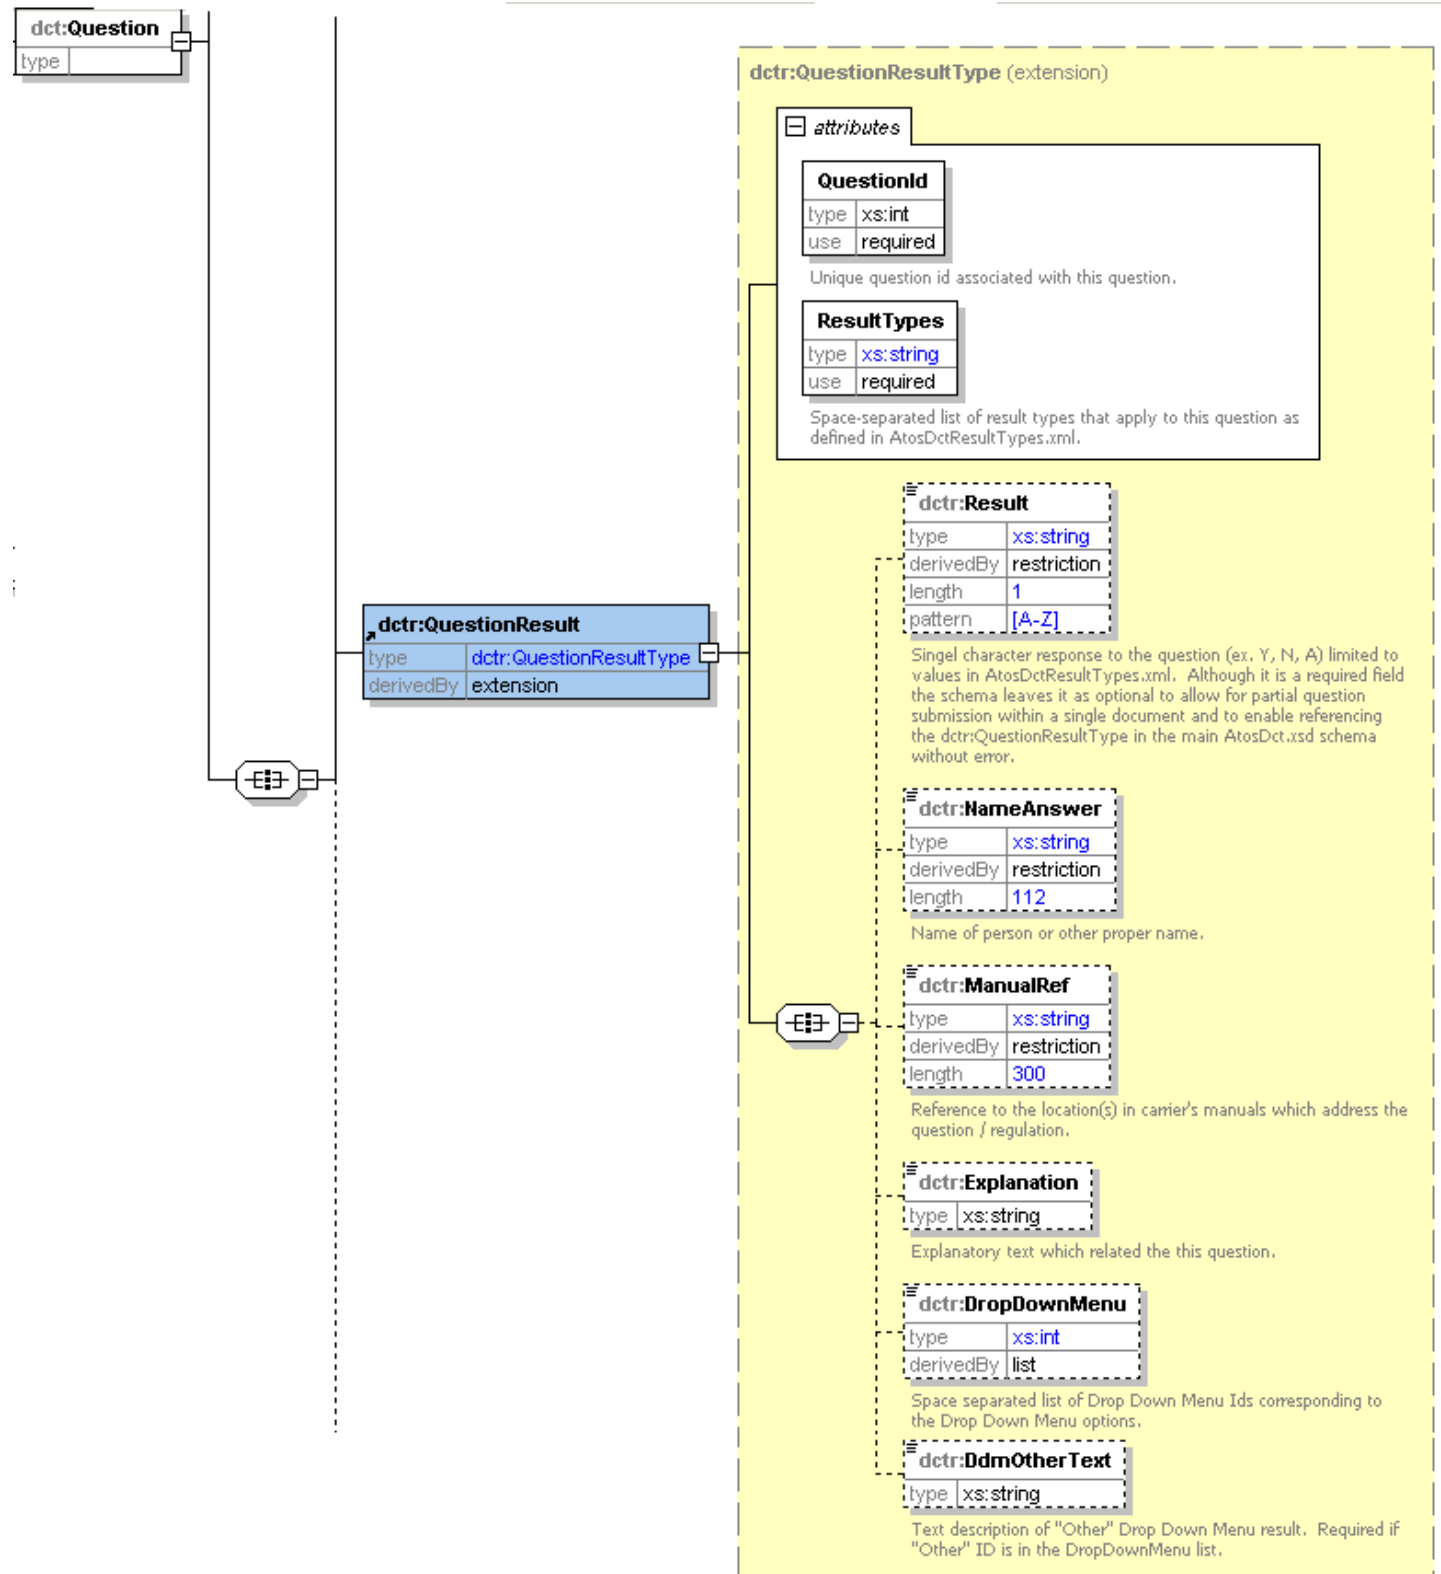 dct:Question
type
dctr:QuestionResultType (extension)
attributes
QuestionId
type xs:int
use required
Unique question id associated with this question.
ResultTypes
type xs:string
use required
Space-separated list of result types that apply to this question as
defined in AtosDctResultTypes.xml.
dctr:QuestionResult
type dctr:QuestionResultType
derivedBy extension
dctr:Result
type xs:string
derivedBy restriction
length 1
pattern [A-Z]
Singel character response to the question (ex. Y, N, A) limited to
values in AtosDctResultTypes.xml. Although it is a required field
the schema leaves it as optional to allow for partial question
submission within a single document and to enable referencing
the dctr:QuestionResultType in the main AtosDct.xsd schema
without error.
dctr:NameAnswer
type xs:string
derivedBy restriction
length 112
Name of person or other proper name.
dctr:ManualRef
type xs:string
derivedBy restriction
length 300
Reference to the location(s) in carrier's manuals which address the
question / regulation.
dctr:Explanation
type xs:string
Explanatory text which related the this question.
dctr:DropDownMenu
type xs:int
derivedBy list
Space separated list of Drop Down Menu Ids corresponding to
the Drop Down Menu options.
dctr:DdmOtherText
type xs:string
Text description of "Other" Drop Down Menu result. Required if
"Other" ID is in the DropDownMenu list.